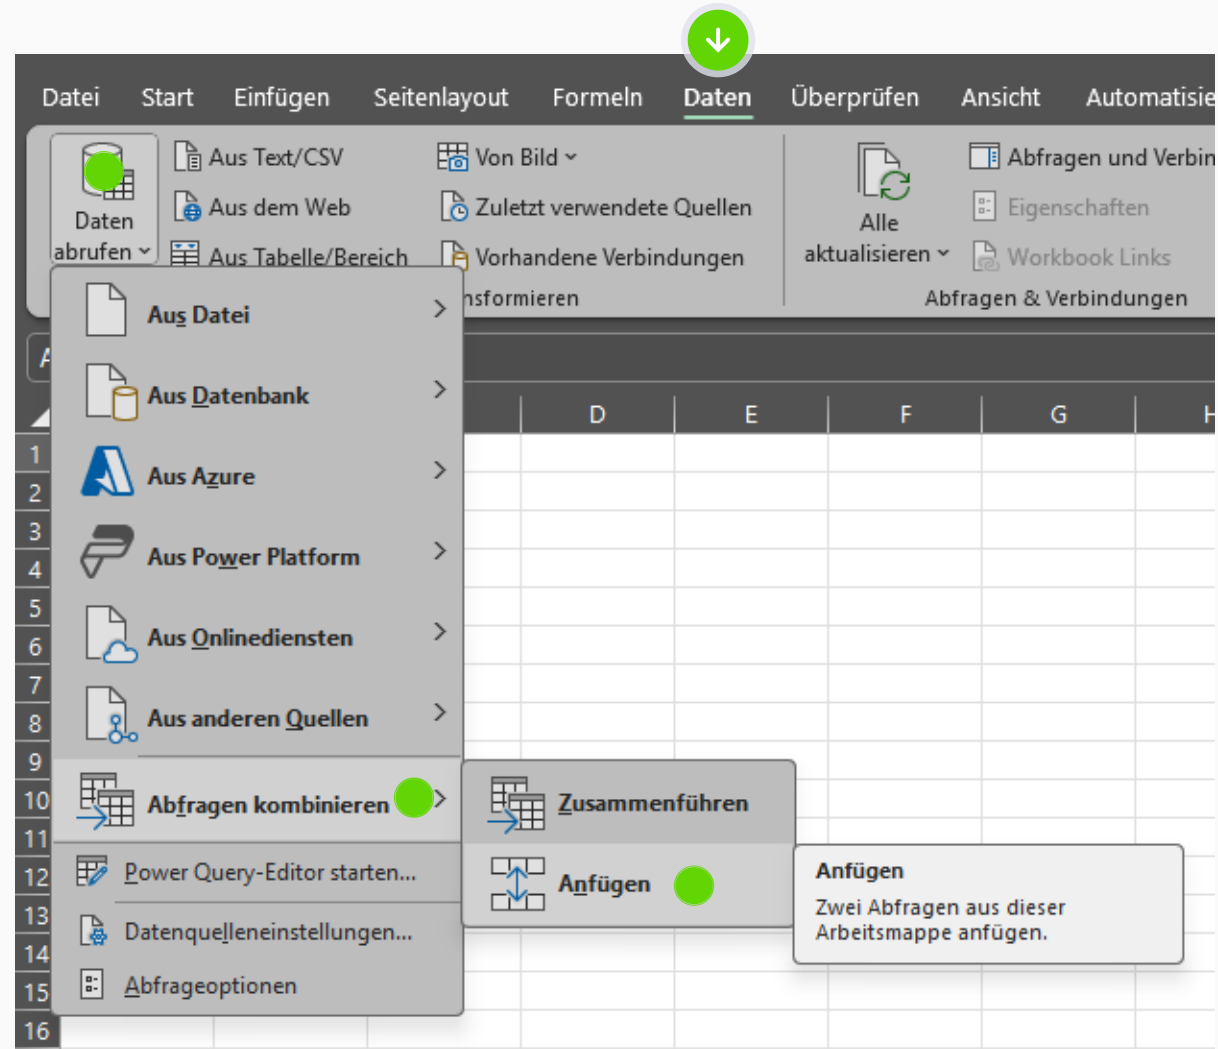 Datei Start Einfügen Seitenlayout Formeln Daten Überprüfen Ansicht
Daten
abrufen
Aus Text/CSV
Aus dem Web
Aus Tabelle/Bereich
Von Bild
Zuletzt verwendete Quellen
Vorhandene Verbindungen
nsformieren
Alle
aktualisieren
Abfragen und Verbin
Eigenschaften
Workbook Links
Abfragen & Verbindungen
Automatisie
Aus Datei
Aus Datenbank
Aus Azure
Aus Power Platform
Aus Onlinediensten
Aus anderen Quellen
Abfragen kombinieren
Power Query-Editor starten...
Datenquelleneinstellungen...
Abfrageoptionen
Zusammenführen
Anfügen
Anfügen
Zwei Abfragen aus dieser
Arbeitsmappe anfügen.
D E F G H
1
2
3
4
5
6
7
8
9
10
11
12
13
14
15
16